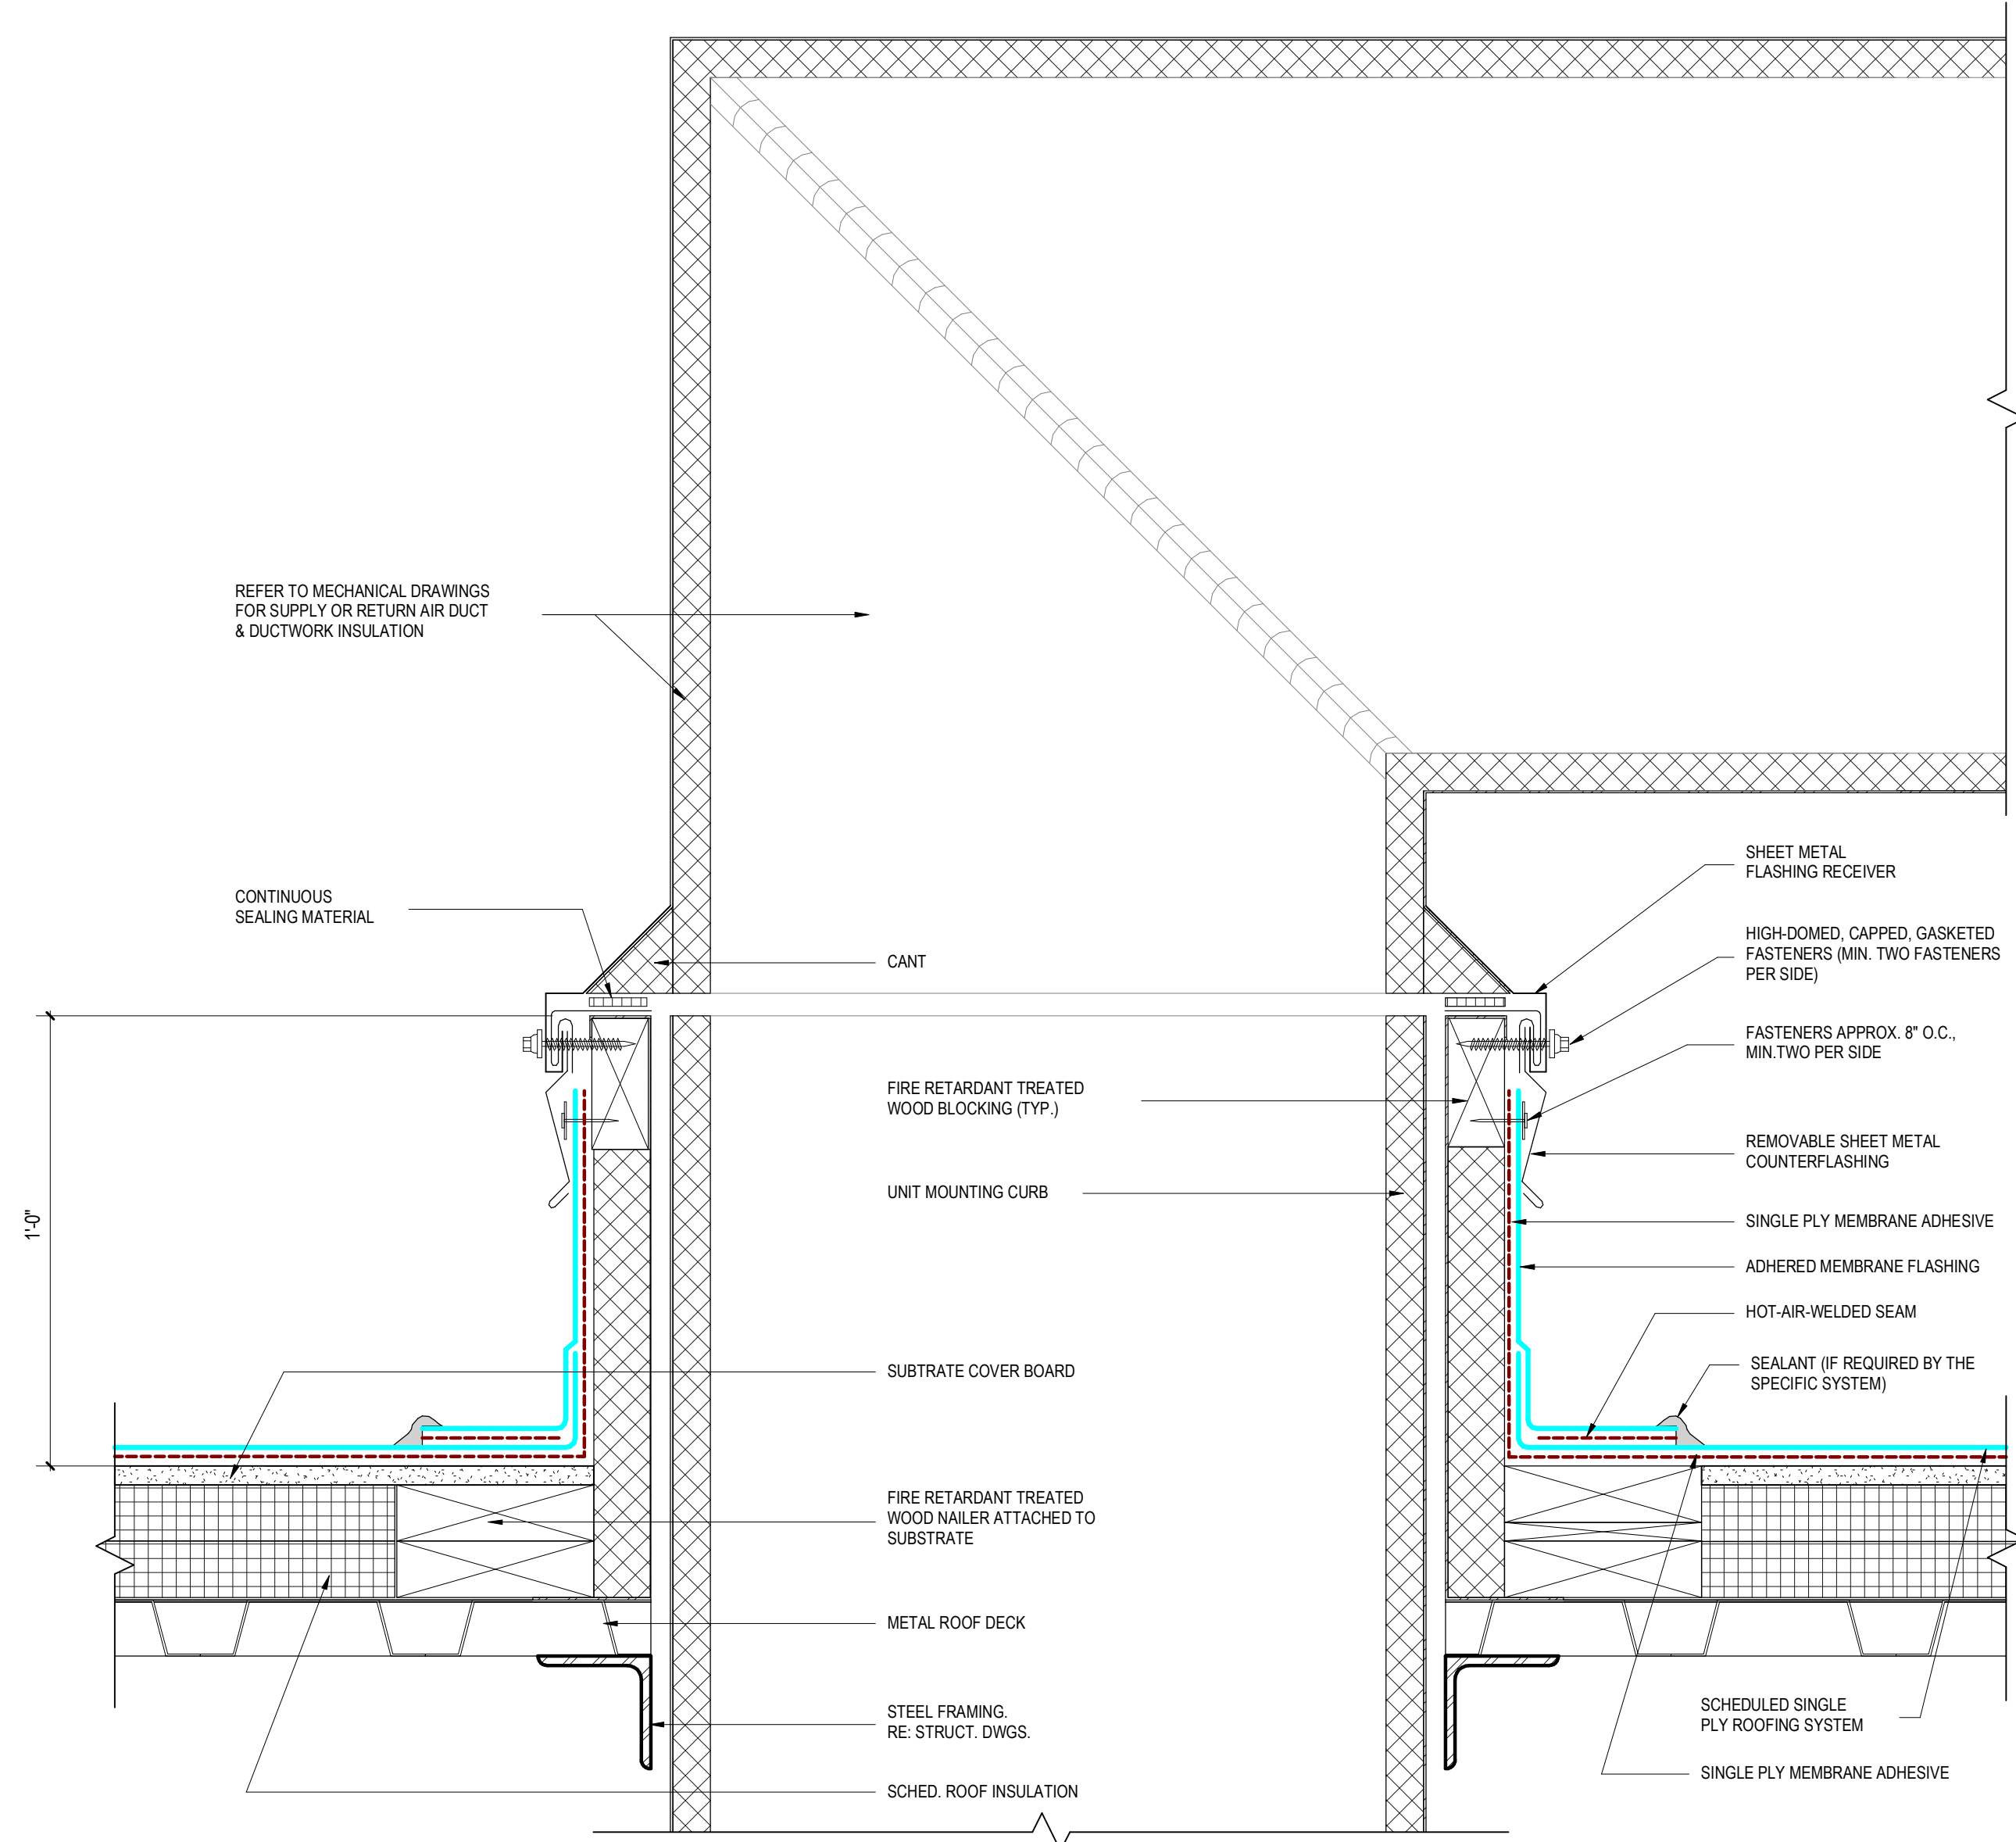 REFER TO MECHANICAL DRAWINGS
FOR SUPPLY OR RETURN AIR DUCT
& DUCTWORK INSULATION
CONTINUOUS
SEALING MATERIAL
1'-0"
CANT
FIRE RETARDANT TREATED
WOOD BLOCKING (TYP.)
UNIT MOUNTING CURB
SUBTRATE COVER BOARD
FIRE RETARDANT TREATED
WOOD NAILER ATTACHED TO
SUBSTRATE
METAL ROOF DECK
STEEL FRAMING.
RE: STRUCT. DWGS.
SCHED. ROOF INSULATION
SHEET METAL
FLASHING RECEIVER
HIGH-DOMED, CAPPED, GASKETED
FASTENERS (MIN. TWO FASTENERS
PER SIDE)
FASTENERS APPROX. 8" O.C.,
MIN.TWO PER SIDE
REMOVABLE SHEET METAL
COUNTERFLASHING
SINGLE PLY MEMBRANE ADHESIVE
ADHERED MEMBRANE FLASHING
HOT-AIR-WELDED SEAM
SEALANT (IF REQUIRED BY THE
SPECIFIC SYSTEM)
SCHEDULED SINGLE
PLY ROOFING SYSTEM
SINGLE PLY MEMBRANE ADHESIVE